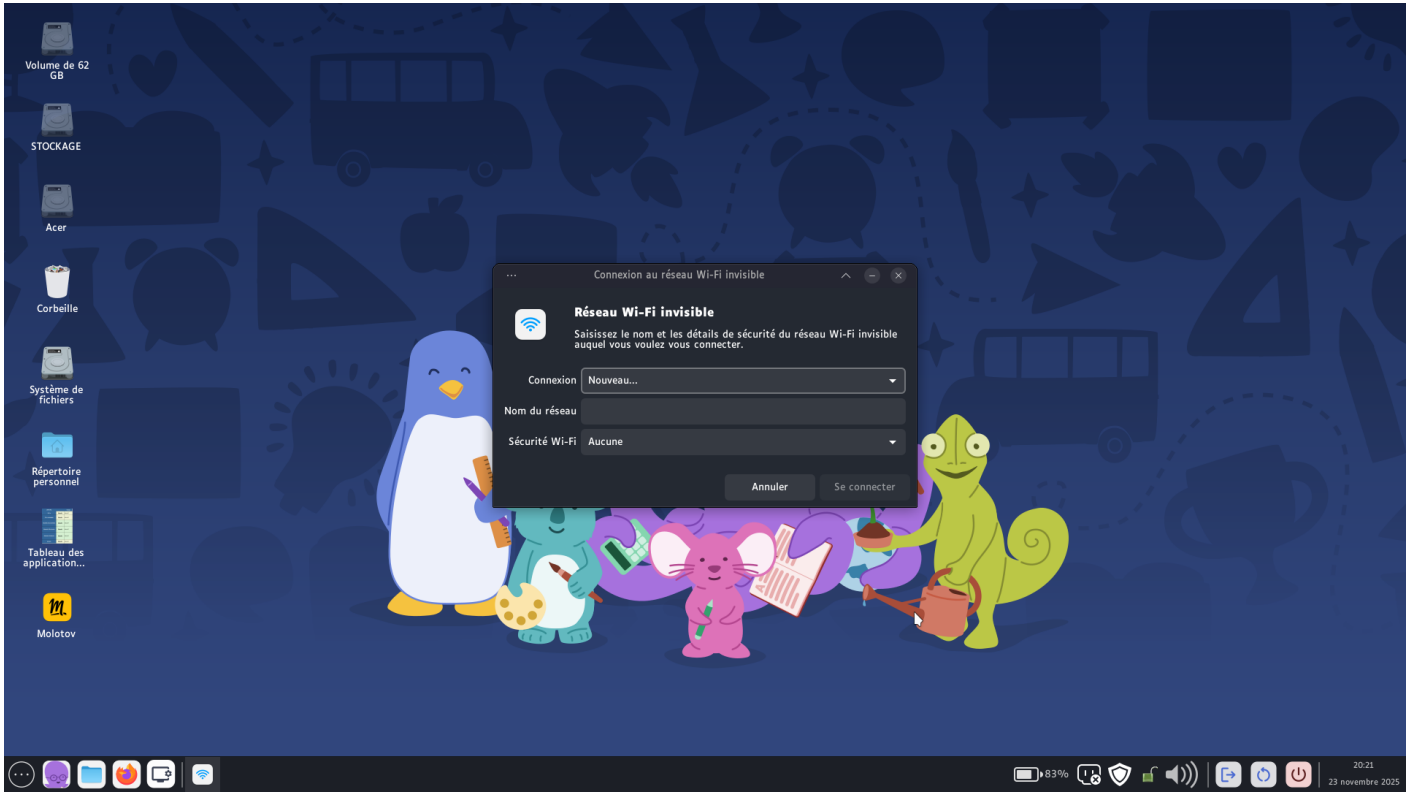 Volume de 62
GB
STOCKAGE
Acer
Corbeille
Système de
fichiers
Répertoire
personnel
Tableau des
application...
Molotov
Connexion au réseau Wi-Fi invisible
Réseau Wi-Fi invisible
Saisissez le nom et les détails de sécurité du réseau Wi-Fi invisible
auquel vous voulez vous connecter.
Connexion Nouveau...
Nom du réseau
Sécurité Wi-Fi Aucune
Annuler Se connecter
83%
20:21
23 novembre 2025